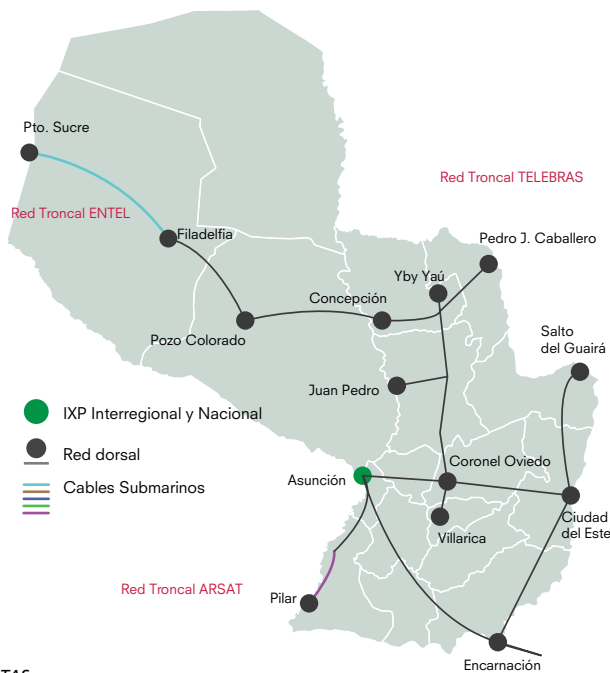 Pto. Sucre
Red Troncal TELEBRAS
Red Troncal ENTEL
Filadelfia
Pedro J. Caballero
Yby Yaú
Concepción
Pozo Colorado
Salto
del Guairá
Juan Pedro
IXP Interregional y Nacional
Red dorsal
Cables Submarinos
Asunción
Coronel Oviedo
Villarica
Ciudad
del Este
Red Troncal ARSAT
Pilar
Encarnación